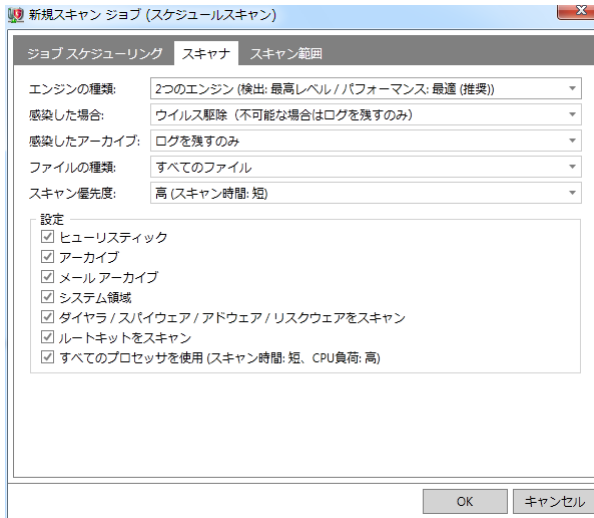 新規スキャン ジョブ (スケジュールスキャン)
ジョブ スケジューリング スキャナ スキャン範囲
エンジンの種類: 2つのエンジン (検出: 最高レベル / パフォーマンス: 最適 (推奨))
感染した場合: ウイルス駆除（不可能な場合はログを残すのみ）
感染したアーカイブ: ログを残すのみ
ファイルの種類: すべてのファイル
スキャン優先度: 高 (スキャン時間: 短)
設定
ヒューリスティック
アーカイブ
メール アーカイブ
システム領域
ダイヤラ / スパイウェア / アドウェア / リスクウェアをスキャン
ルートキットをスキャン
すべてのプロセッサを使用 (スキャン時間: 短、CPU負荷: 高)
OK キャンセル